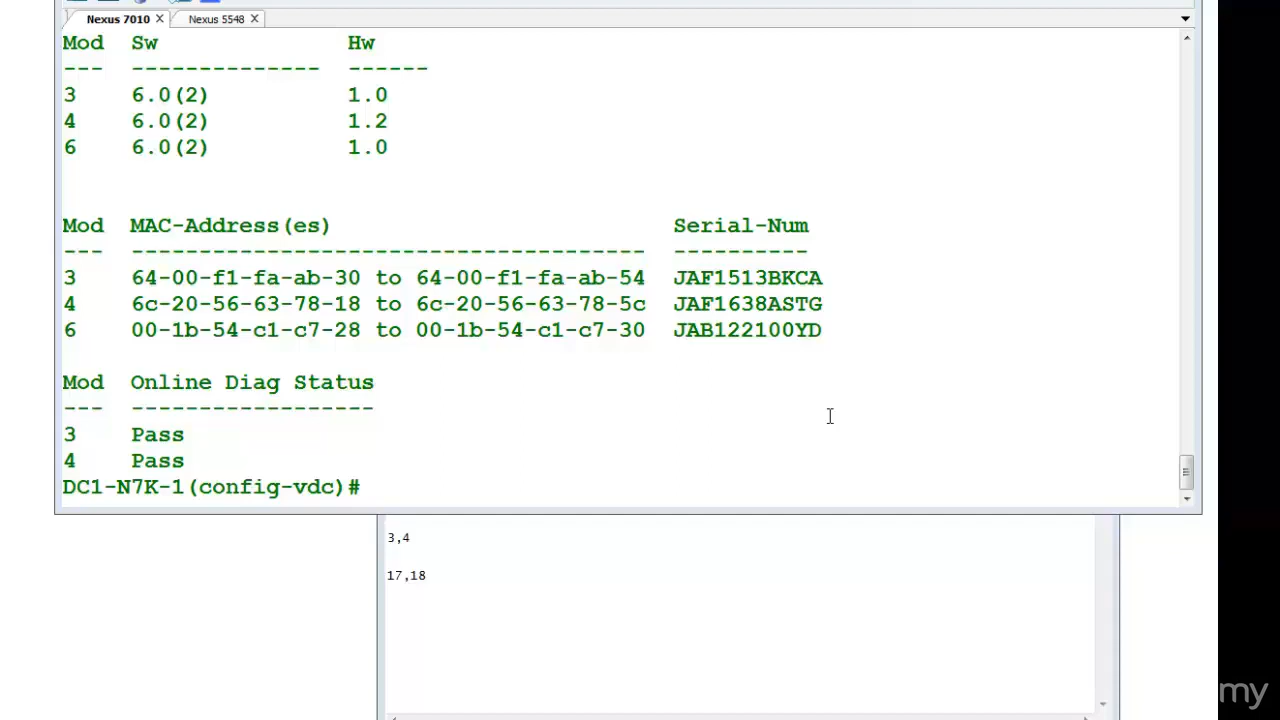 Nexus 7010 Nexus 5548
Mod Sw Hw
--- -------------- ------
3 6.0(2) 1.0
4 6.0(2) 1.2
6 6.0(2) 1.0
Mod MAC-Address(es) Serial-Num
--- -------------------------------------- ----------
3 64-00-f1-fa-ab-30 to 64-00-f1-fa-ab-54 JAF1513BKCA
4 6c-20-56-63-78-18 to 6c-20-56-63-78-5c JAF1638ASTG
6 00-1b-54-c1-c7-28 to 00-1b-54-c1-c7-30 JAB122100YD
Mod Online Diag Status
--- ------------------
3 Pass
4 Pass
DC1-N7K-1(config-vdc)#
3,4
17,18
my